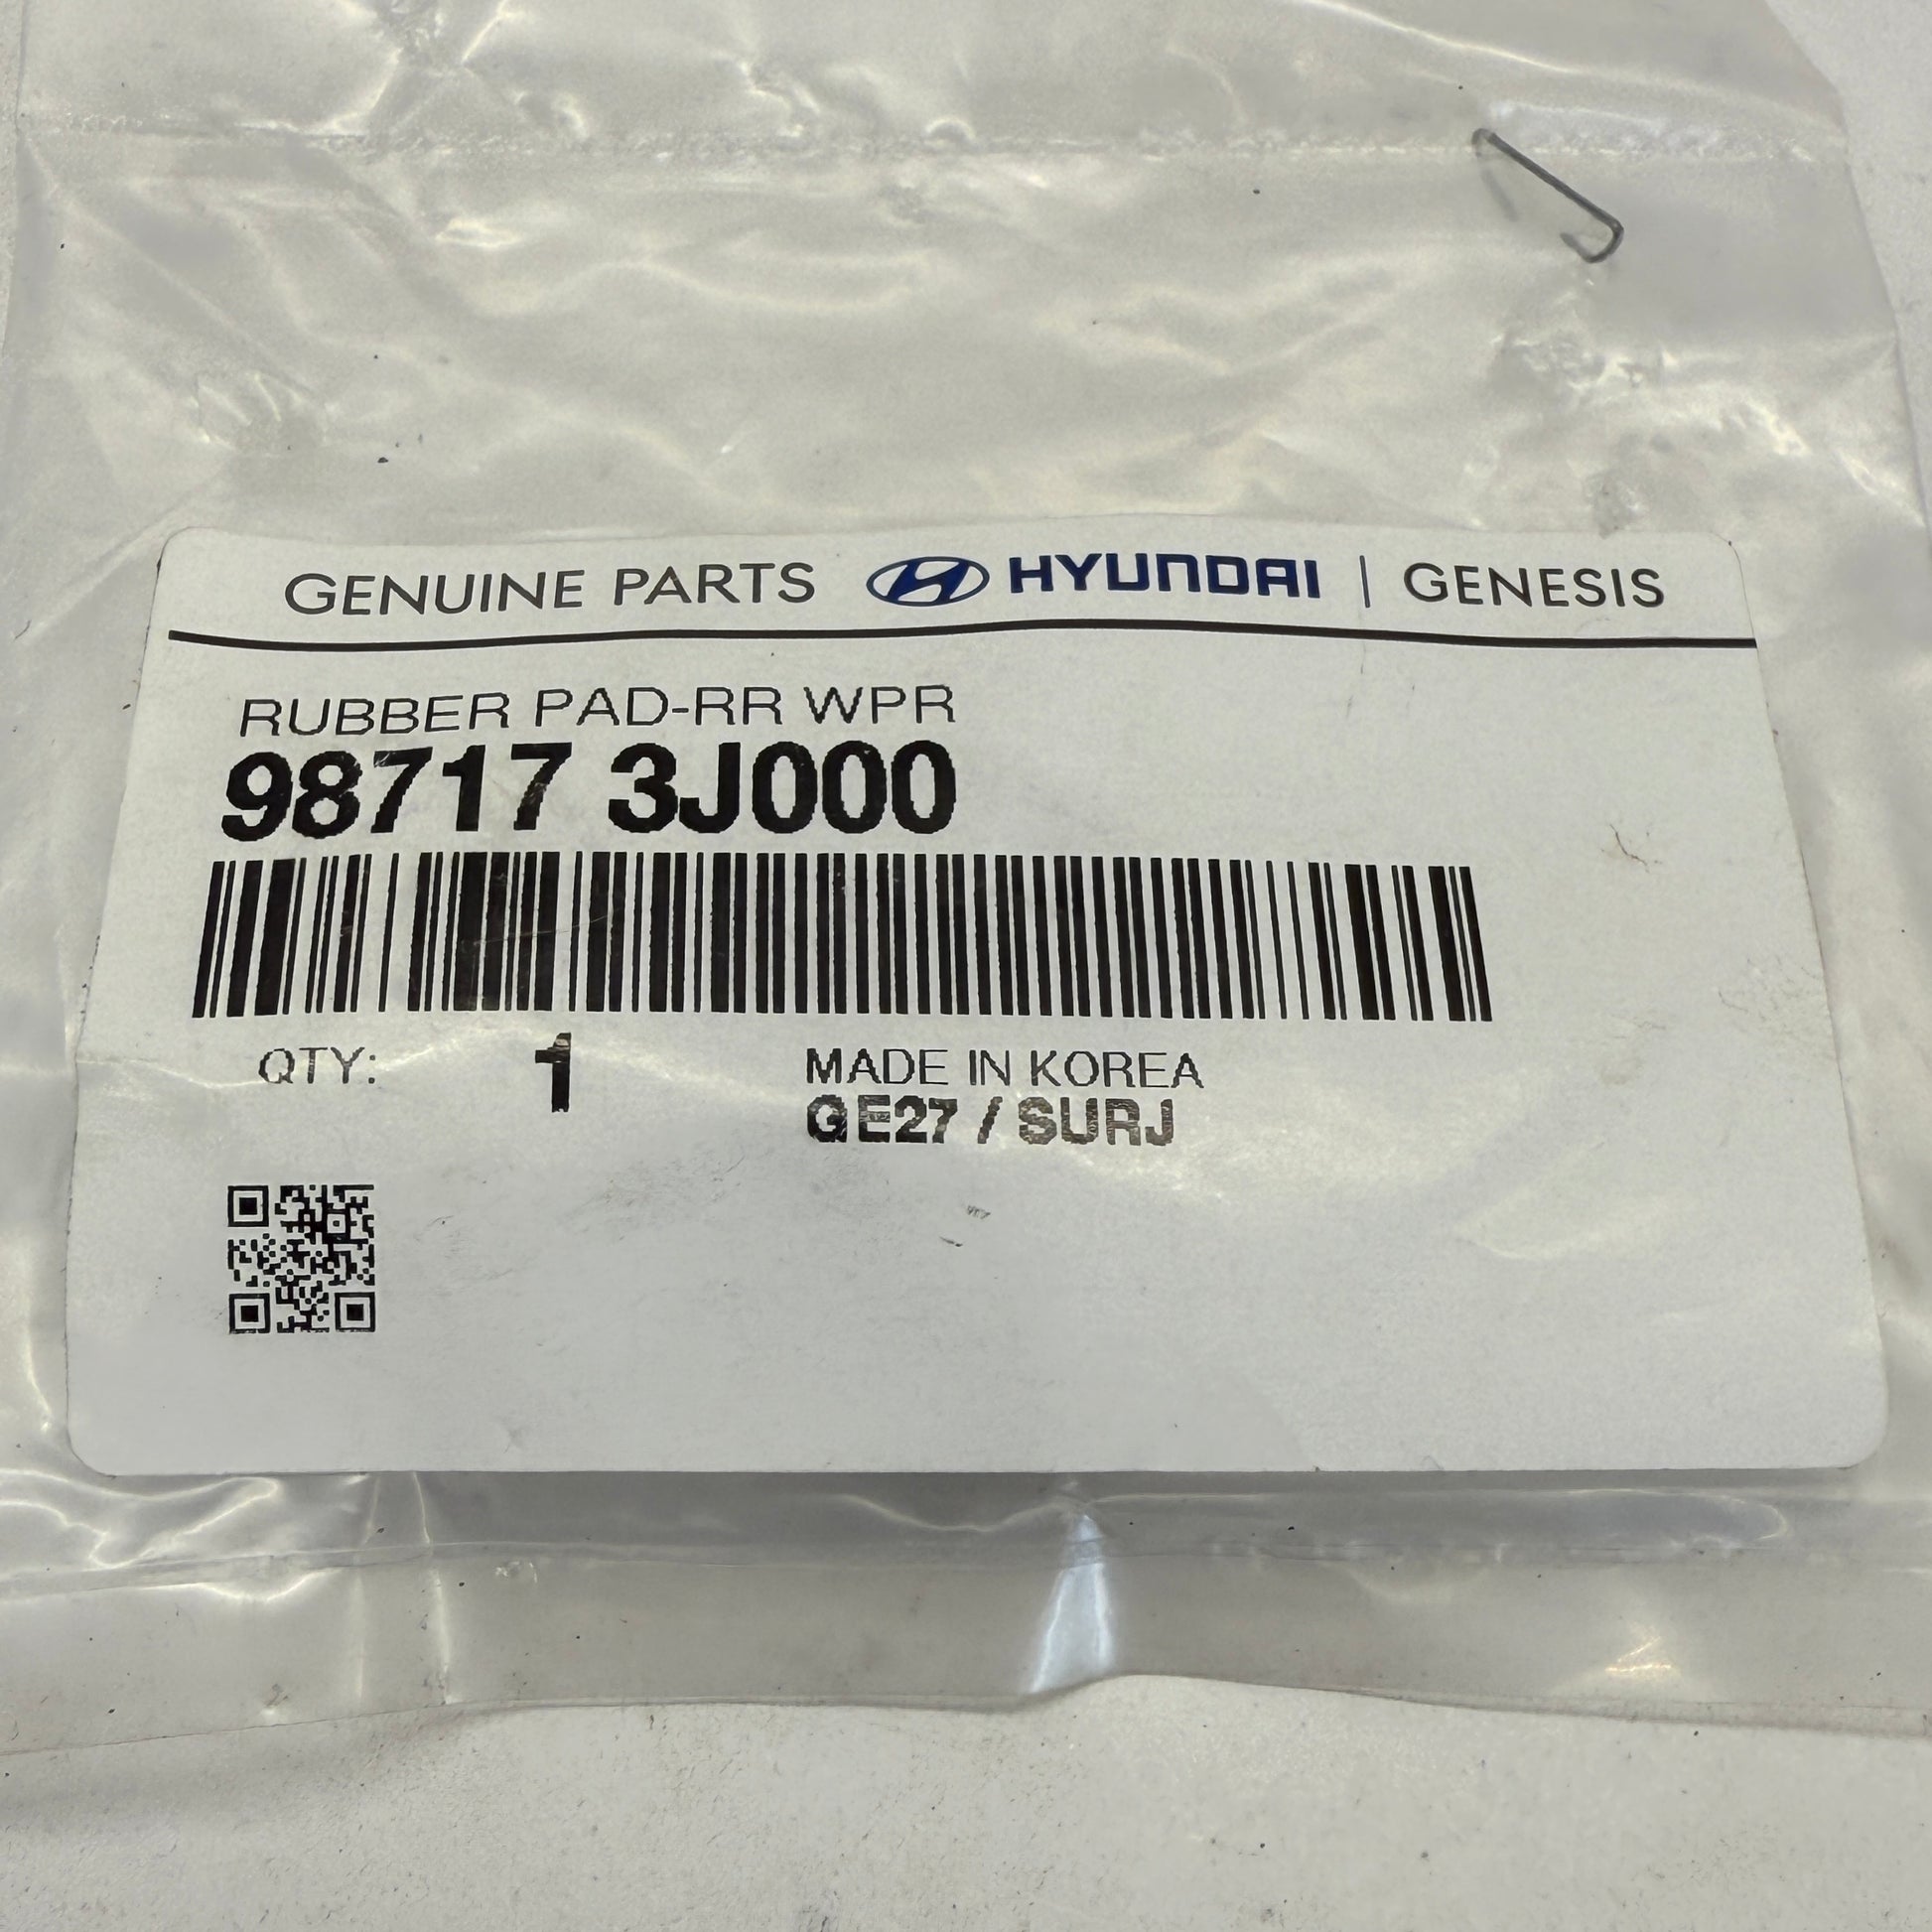 GENUINE PARTS HYUNDAI | GENESIS
RUBBER PAD-RR WPR
98717 3J000
QTY: 1 MADE IN KOREA
GE27 / SURJ